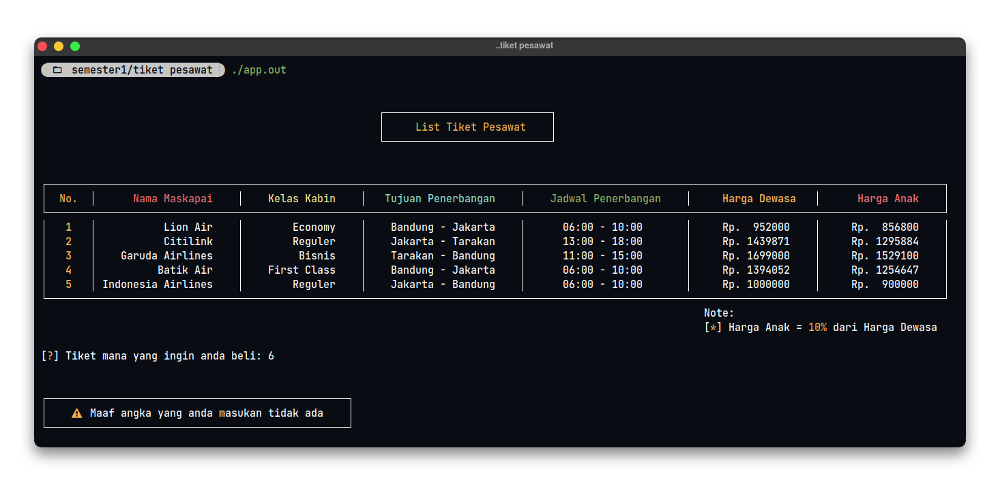 ..tiket pesawat
semester1/tiket pesawat ./app.out
List Tiket Pesawat
No. Nama Maskapai Kelas Kabin Tujuan Penerbangan Jadwal Penerbangan Harga Dewasa Harga Anak
1 Lion Air Economy Bandung - Jakarta 06:00 - 10:00 Rp. 952000 Rp. 856800
2 Citilink Reguler Jakarta - Tarakan 13:00 - 18:00 Rp. 1439871 Rp. 1295884
3 Garuda Airlines Bisnis Tarakan - Bandung 11:00 - 15:00 Rp. 1699000 Rp. 1529100
4 Batik Air First Class Bandung - Jakarta 06:00 - 10:00 Rp. 1394052 Rp. 1254647
5 Indonesia Airlines Reguler Jakarta - Bandung 06:00 - 10:00 Rp. 1000000 Rp. 900000
Note:
[*] Harga Anak = 10% dari Harga Dewasa
[?] Tiket mana yang ingin anda beli: 6
Maaf angka yang anda masukan tidak ada